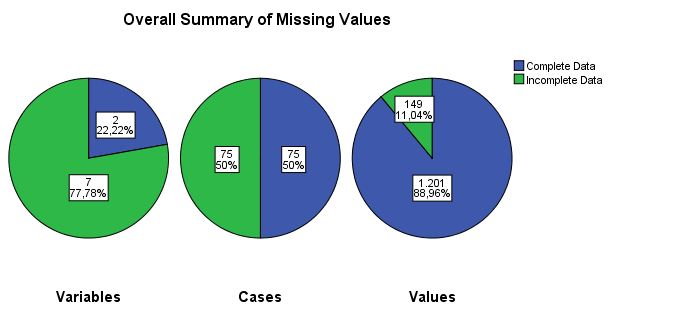 Overall Summary of Missing Values
Complete Data
Incomplete Data
2
22,22%
7
77,78%
75
50%
75
50%
149
11,04%
1.201
88,96%
Variables
Cases
Values